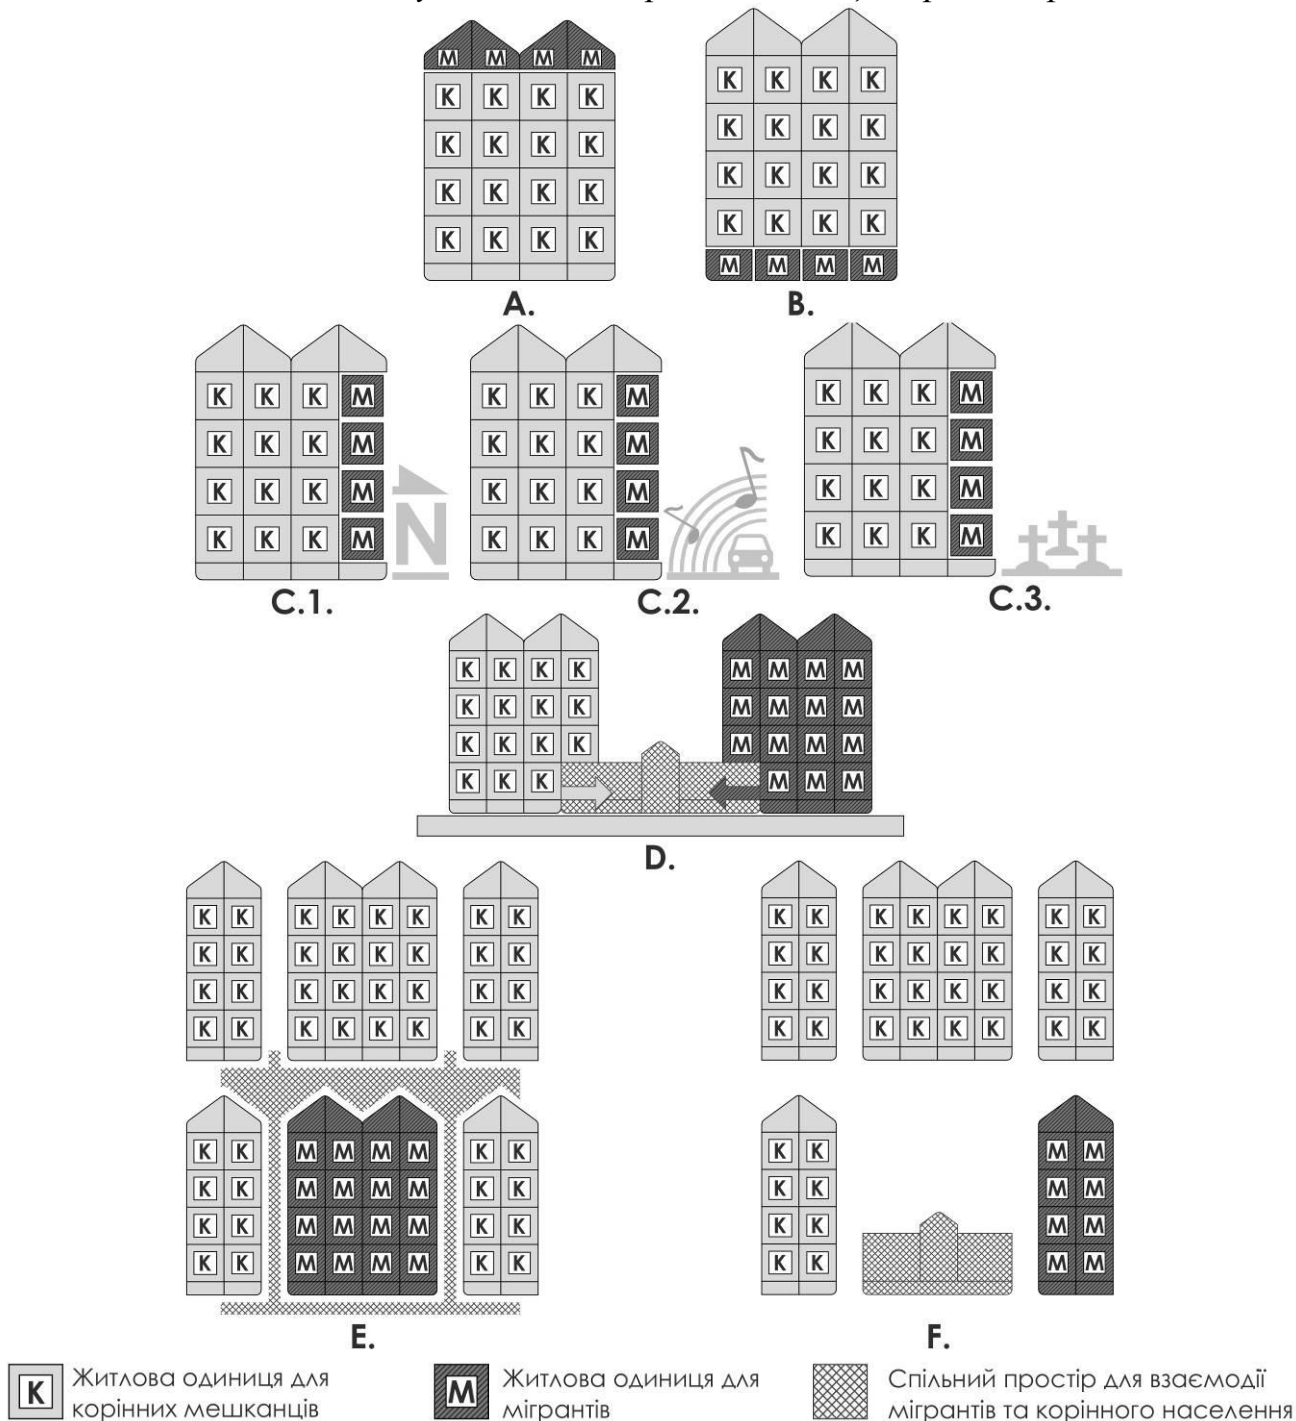 М М М М
К К К К
К К К К
К К К К
К К К К
A.
К К К К
К К К К
К К К К
К К К К
М М М М
B.
К К К М
К К К М
К К К М
К К К М
N
C.1.
К К К М
К К К М
К К К М
К К К М
C.2.
К К К М
К К К М
К К К М
К К К М
C.3.
К К К К
К К К К
К К К К
К К К
М М М М
М М М М
М М М М
М М М
D.
К К К К К К К К
К К К К К К К К
К К К К К К К К
К К К К К К К К
К К М М М М К К
К К М М М М К К
К К М М М М К К
К К М М М М К К
E.
К К К К К К К К
К К К К К К К К
К К К К К К К К
К К К К К К К К
К К М М
К К М М
К К М М
К К М М
F.
К Житлова одиниця для
корінних мешканців
М Житлова одиниця для
мігрантів
Спільний простір для взаємодії
мігрантів та корінного населення